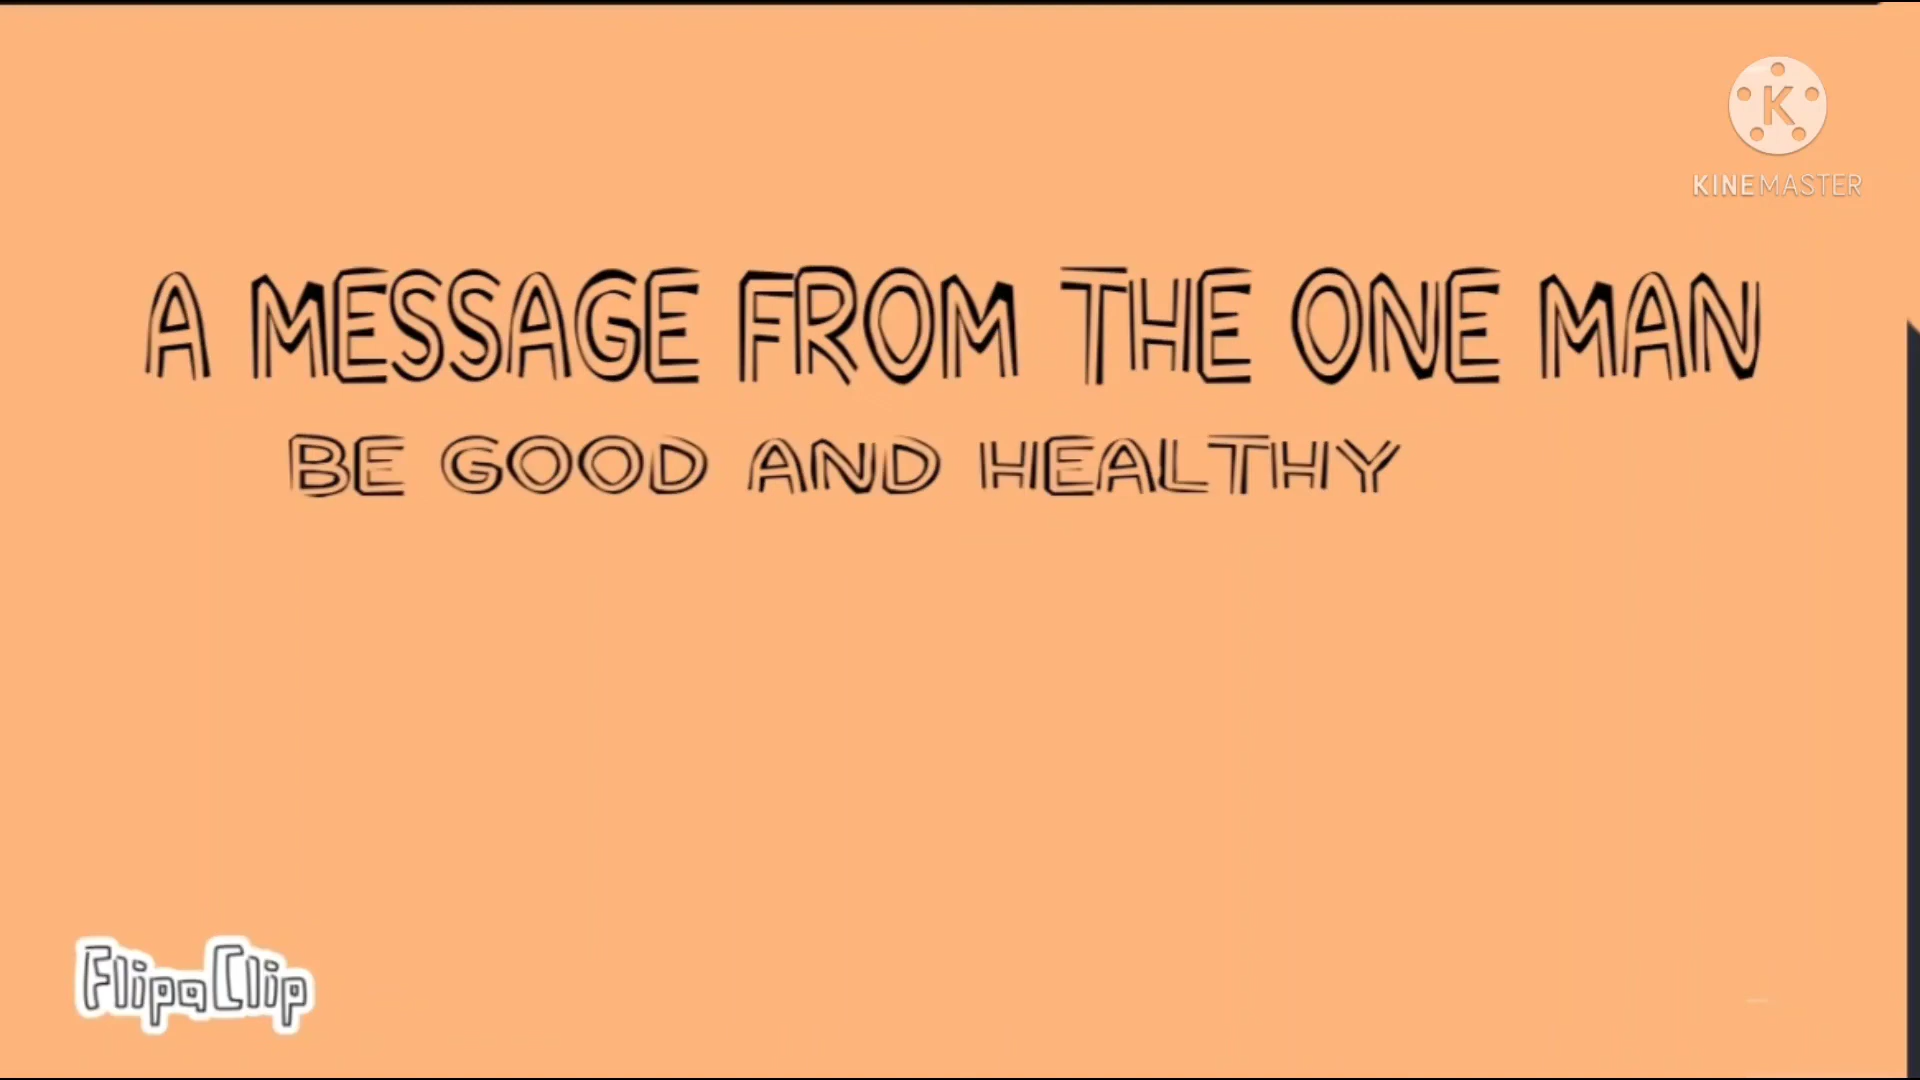 K
KINEMASTER
A MESSAGE FROM THE ONE MAN
BE GOOD AND HEALTHY
FlipaClip